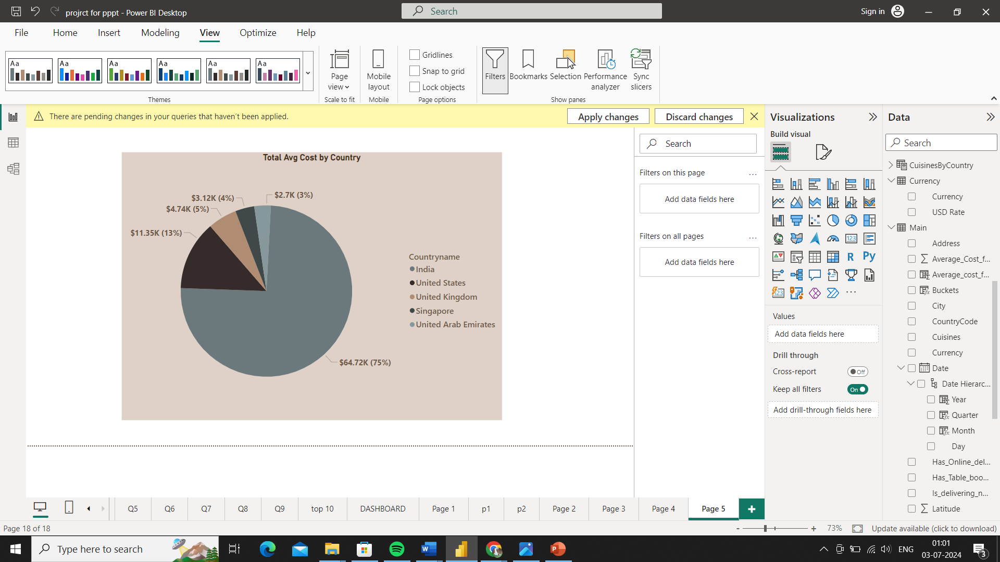 projrct for pppt - Power BI Desktop
Search
Sign in
File Home Insert Modeling View Optimize Help
Aa Aa Aa Aa Aa Aa
Themes
Page view
Scale to fit
Mobile layout
Mobile
Gridlines
Snap to grid
Lock objects
Page options
Filters
Bookmarks
Selection
Performance analyzer
Sync slicers
Show panes
There are pending changes in your queries that haven't been applied.
Apply changes
Discard changes
Total Avg Cost by Country
$2.7K (3%)
$3.12K (4%)
$4.74K (5%)
$11.35K (13%)
$64.72K (75%)
Countryname
India
United States
United Kingdom
Singapore
United Arab Emirates
Search
Filters on this page
...
Add data fields here
Filters on all pages
...
Add data fields here
Visualizations
Build visual
123
R
Py
123
...
Values
Add data fields here
Drill through
Cross-report
Off
Keep all filters
On
Add drill-through fields here
Data
Search
CuisinesByCountry
Currency
Currency
USD Rate
Main
Address
Average_Cost_f...
Average_cost_f...
Buckets
City
CountryCode
Cuisines
Currency
Date
Date Hierarc...
Year
Quarter
Month
Day
Has_Online_del...
Has_Table_boo...
Is_delivering_n...
Latitude
Q5 Q6 Q7 Q8 Q9 top 10 DASHBOARD Page 1 p1 p2 Page 2 Page 3 Page 4 Page 5 +
Page 18 of 18
- + 73%
Update available (click to download)
Type here to search
ENG
01:01
03-07-2024
3